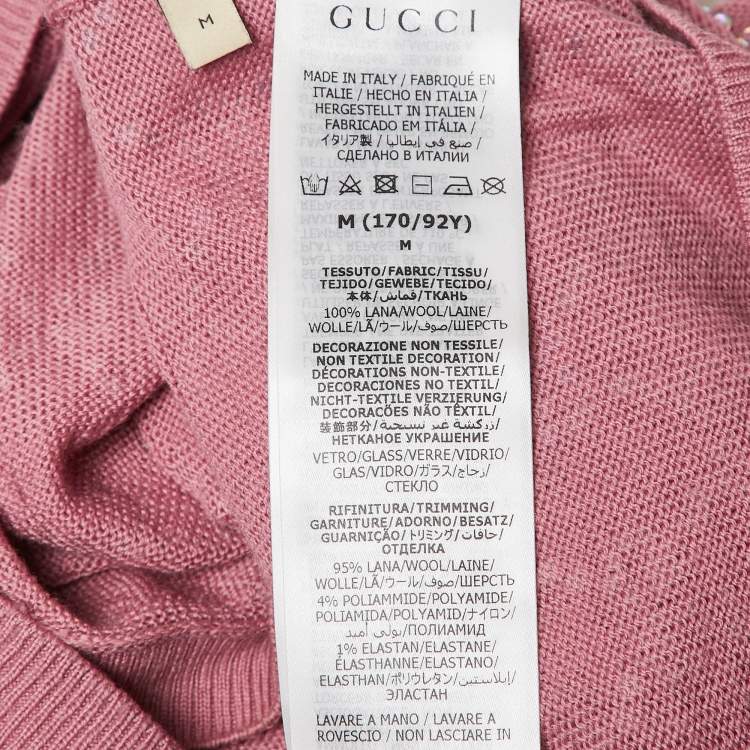 M
GUCCI
MADE IN ITALY / FABRIQUÉ EN
ITALIE / HECHO EN ITALIA /
HERGESTELLT IN ITALIEN /
FABRICADO EM ITÁLIA /
イタリア製 / صنع في إيطاليا /
СДЕЛАНО В ИТАЛИИ
M (170/92Y)
M
TESSUTO/FABRIC/TISSU/
TEJIDO/GEWEBE/TECIDO/
本体/قماش/ТКАНЬ
100% LANA/WOOL/LAINE/
WOLLE/LÃ/ウール/صوف/ШЕРСТЬ
DECORAZIONE NON TESSILE/
NON TEXTILE DECORATION/
DÉCORATIONS NON-TEXTILE/
DECORACIONES NO TEXTIL/
NICHT-TEXTILE VERZIERUNG/
DECORAÇÕES NÃO TÊXTIL/
装飾部分/زركشة غير نسيجية/
НЕТКАНОЕ УКРАШЕНИЕ
VETRO/GLASS/VERRE/VIDRIO/
GLAS/VIDRO/ガラス/زجاج/
СТЕКЛО
RIFINITURA/TRIMMING/
GARNITURE/ADORNO/BESATZ/
GUARNIÇÃO/トリミング/حافات/
ОТДЕЛКА
95% LANA/WOOL/LAINE/
WOLLE/LÃ/ウール/صوف/ШЕРСТЬ
4% POLIAMMIDE/POLYAMIDE/
POLIAMIDA/POLYAMID/ナイロン/
بولي أميد/ПОЛИАМИД
1% ELASTAN/ELASTANE/
ÉLASTHANNE/ELASTANO/
ELASTHAN/ポリウレタン/إيلاستين/
ЭЛАСТАН
LAVARE A MANO / LAVARE A
ROVESCIO / NON LASCIARE IN